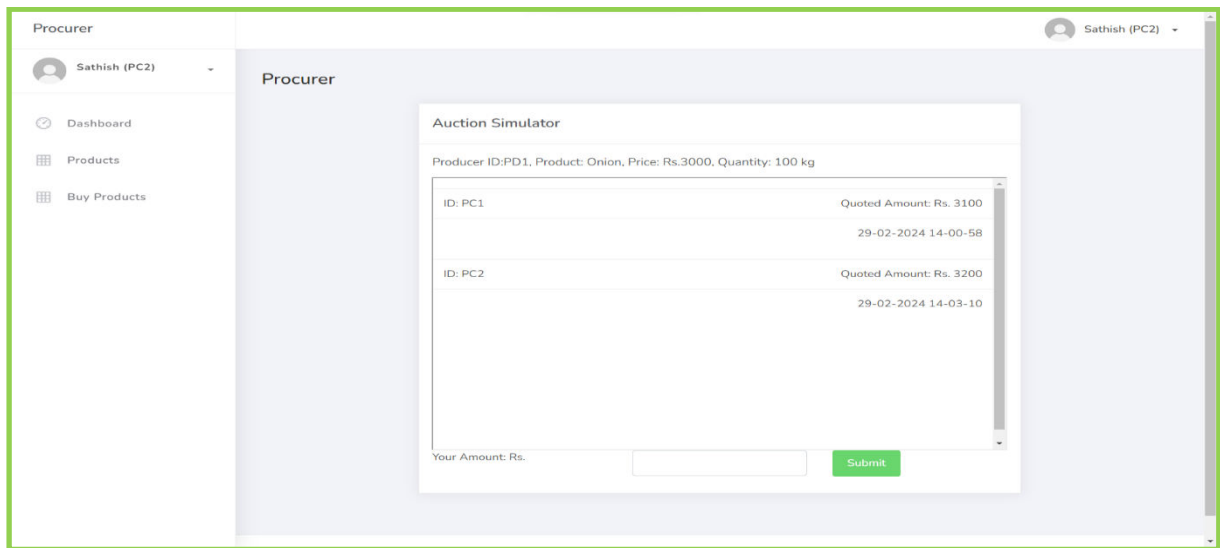 Procurer
Sathish (PC2)
Sathish (PC2)
Dashboard
Products
Buy Products
Procurer
Auction Simulator
Producer ID:PD1, Product: Onion, Price: Rs.3000, Quantity: 100 kg
ID: PC1 Quoted Amount: Rs. 3100
29-02-2024 14-00-58
ID: PC2 Quoted Amount: Rs. 3200
29-02-2024 14-03-10
Your Amount: Rs. Submit